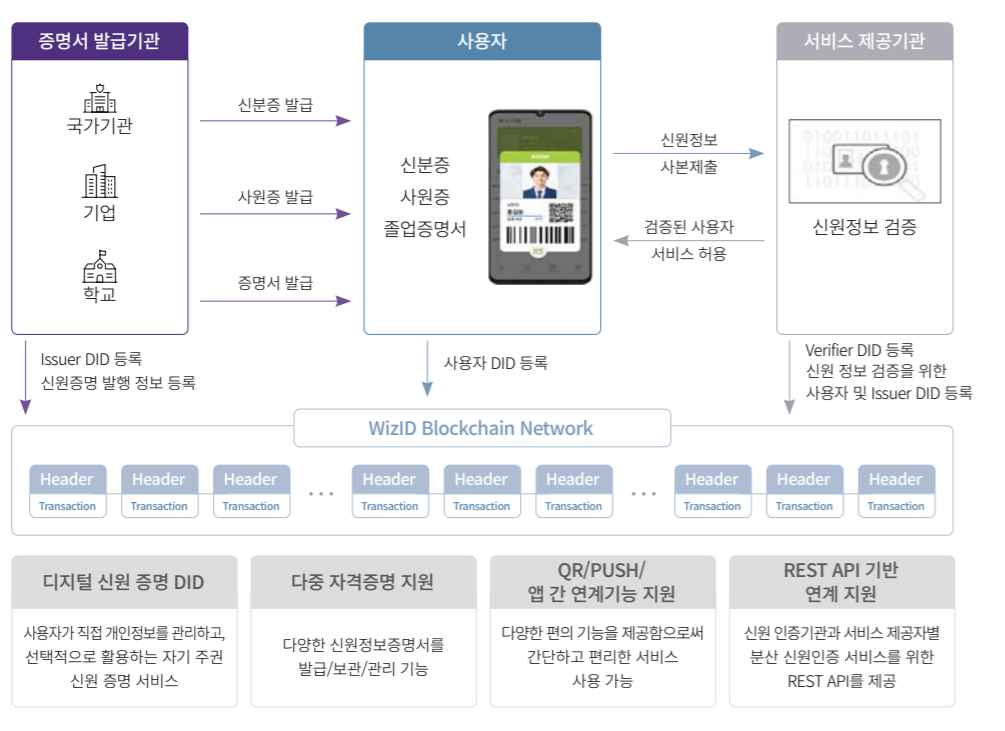 증명서 발급기관
국가기관
기업
학교
신분증 발급
사원증 발급
증명서 발급
사용자
신분증
사원증
졸업증명서
신원정보
사본제출
검증된 사용자
서비스 허용
서비스 제공기관
신원정보 검증
Issuer DID 등록
신원증명 발행 정보 등록
사용자 DID 등록
Verifier DID 등록
신원 정보 검증을 위한
사용자 및 Issuer DID 등록
WizID Blockchain Network
Header Header Header ... Header Header Header ... Header Header Header
Transaction Transaction Transaction Transaction Transaction Transaction Transaction Transaction Transaction
디지털 신원 증명 DID
사용자가 직접 개인정보를 관리하고,
선택적으로 활용하는 자기 주권
신원 증명 서비스
다중 자격증명 지원
다양한 신원정보증명서를
발급/보관/관리 기능
QR/PUSH/
앱 간 연계기능 지원
다양한 편의 기능을 제공함으로써
간단하고 편리한 서비스
사용 가능
REST API 기반
연계 지원
신원 인증기관과 서비스 제공자별
분산 신원인증 서비스를 위한
REST API를 제공